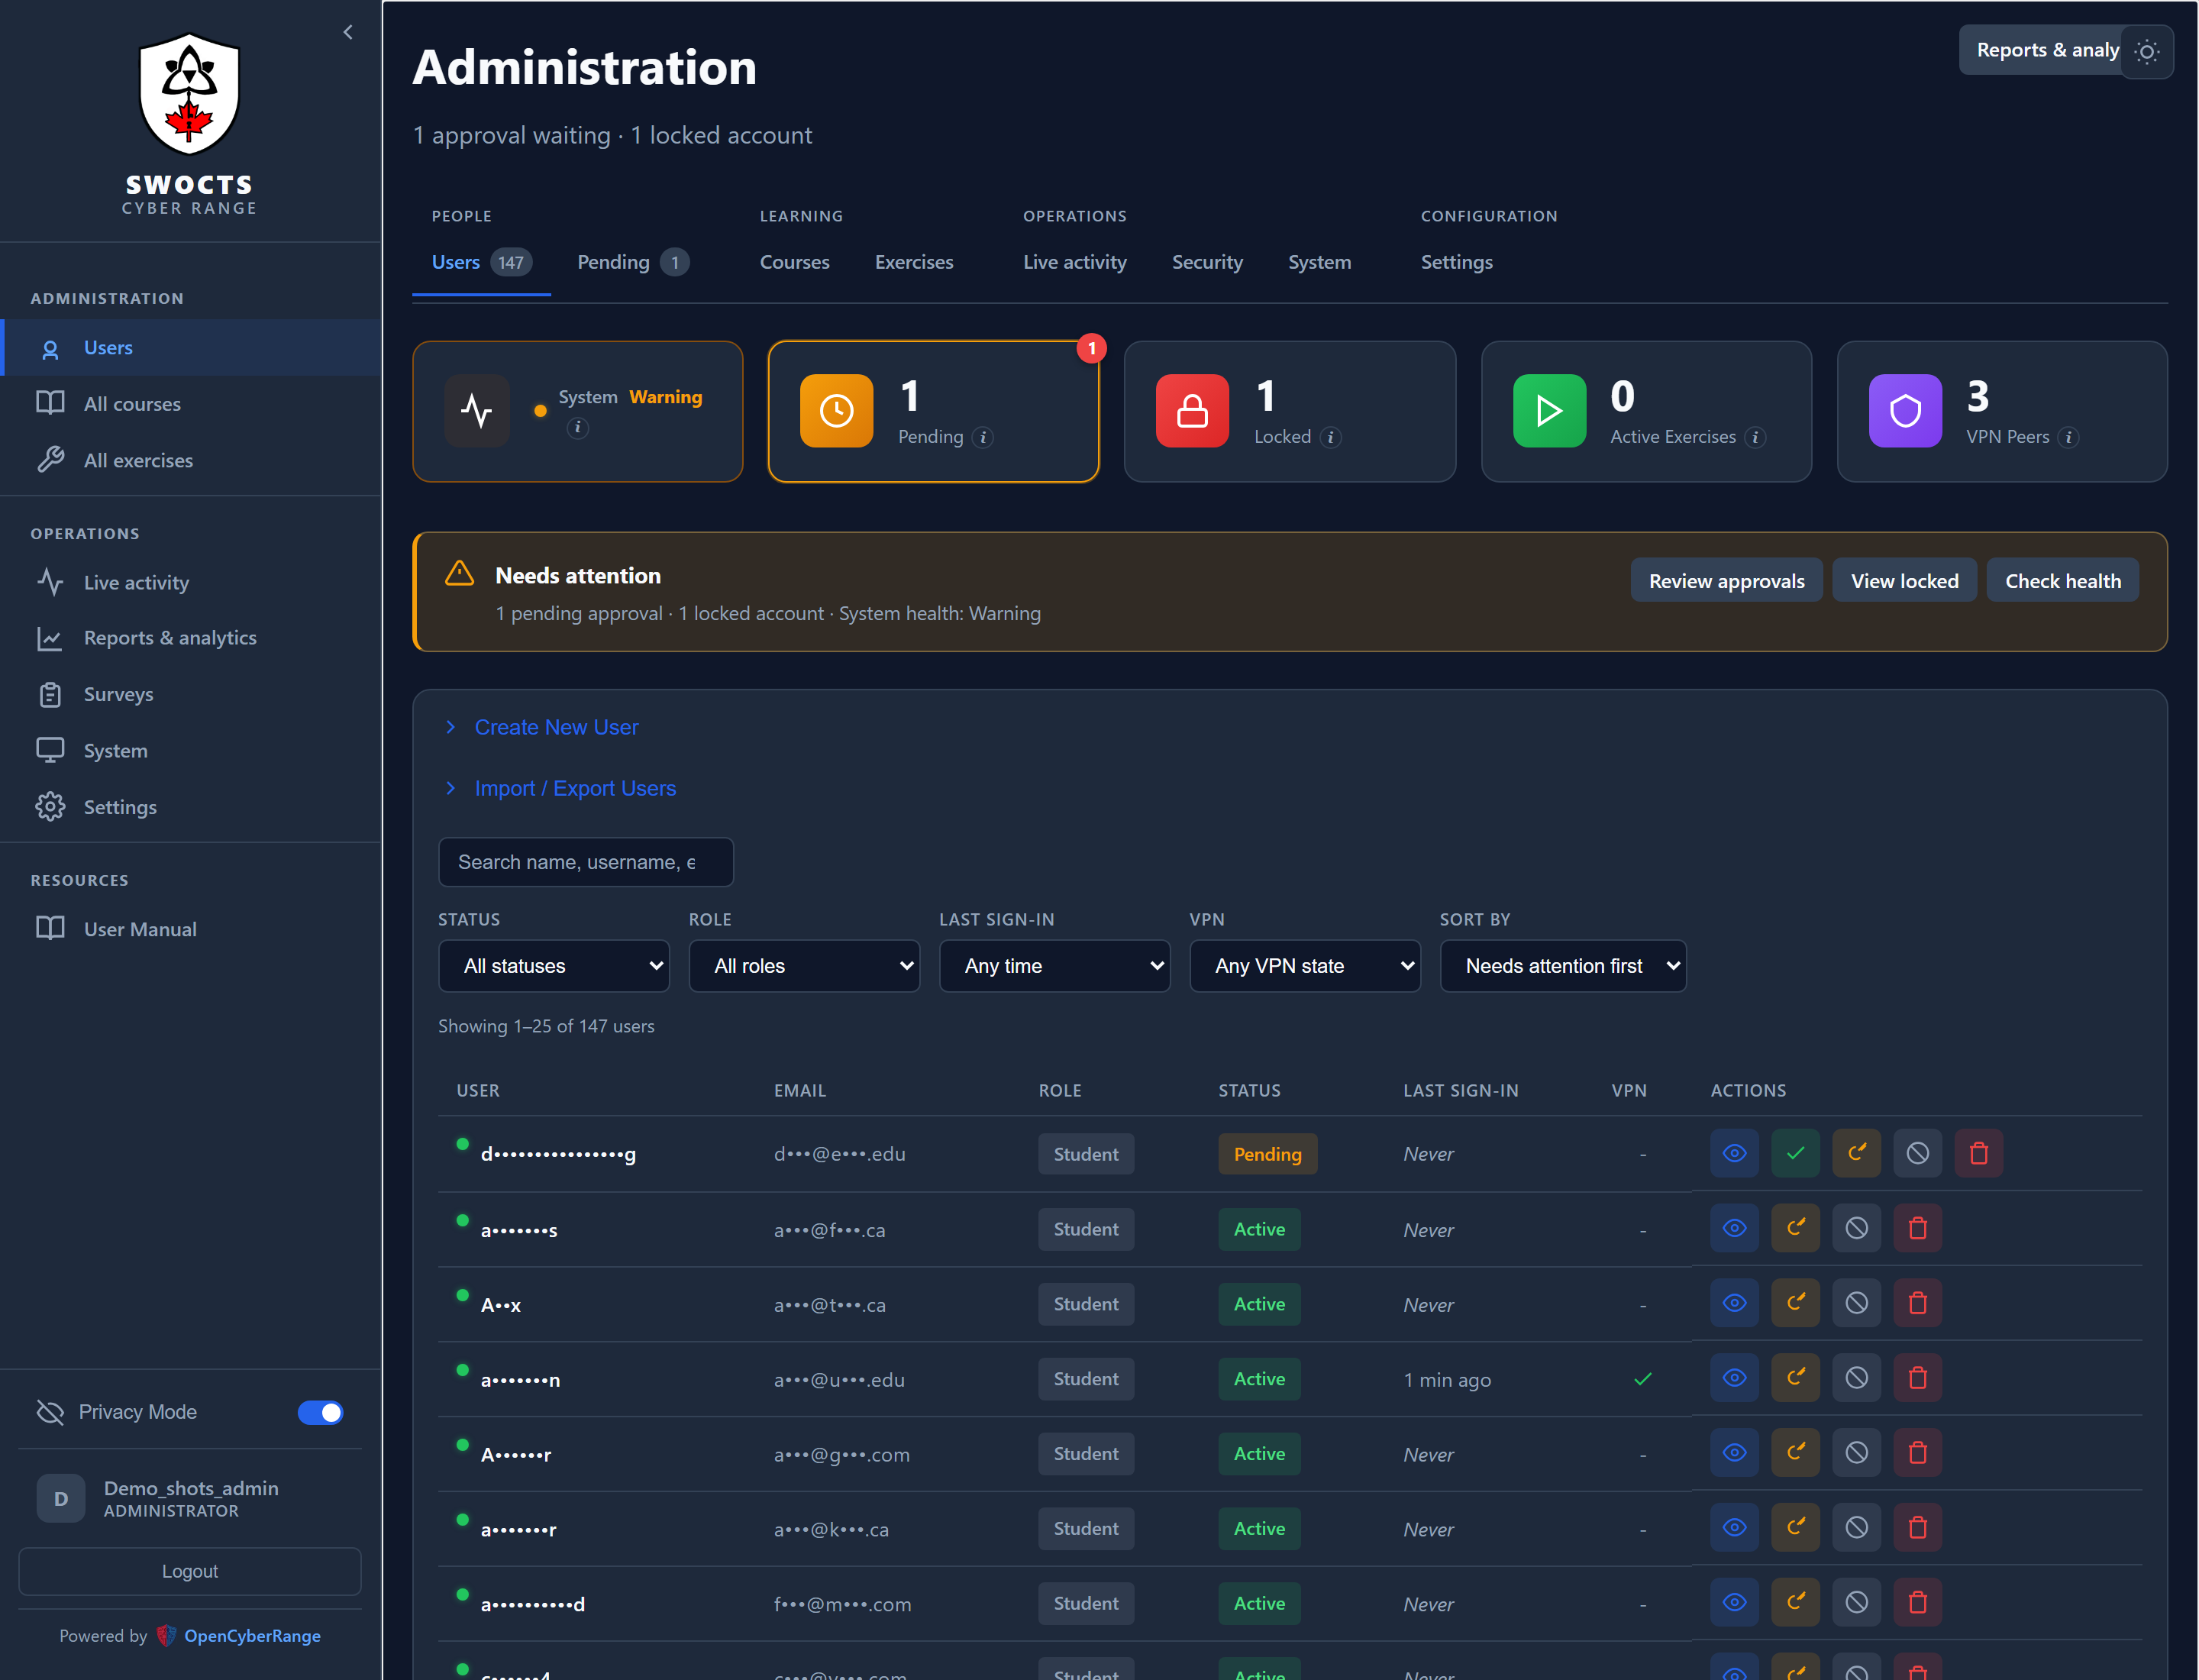 SWOCTS
CYBER RANGE
ADMINISTRATION
Users
All courses
All exercises
OPERATIONS
Live activity
Reports & analytics
Surveys
System
Settings
RESOURCES
User Manual
Privacy Mode
D
Demo_shots_admin
ADMINISTRATOR
Logout
Powered by OpenCyberRange
Administration
Reports & analy
1 approval waiting · 1 locked account
PEOPLE LEARNING OPERATIONS CONFIGURATION
Users 147 Pending 1 Courses Exercises Live activity Security System Settings
System Warning
i
1
1
Pending i
1
Locked i
0
Active Exercises i
3
VPN Peers i
Needs attention
1 pending approval · 1 locked account · System health: Warning
Review approvals View locked Check health
Create New User
Import / Export Users
Search name, username, e
STATUS ROLE LAST SIGN-IN VPN SORT BY
All statuses All roles Any time Any VPN state Needs attention first
Showing 1–25 of 147 users
USER EMAIL ROLE STATUS LAST SIGN-IN VPN ACTIONS
d••••••••••••••••g d•••@e•••.edu Student Pending Never -
a•••••••s a•••@f•••.ca Student Active Never -
A••x a•••@t•••.ca Student Active Never -
a•••••••n a•••@u•••.edu Student Active 1 min ago
A••••••r a•••@g•••.com Student Active Never -
a•••••••r a•••@k•••.ca Student Active Never -
a••••••••••d f•••@m•••.com Student Active Never -
c••••••4 c•••@y•••.com Student Active Never